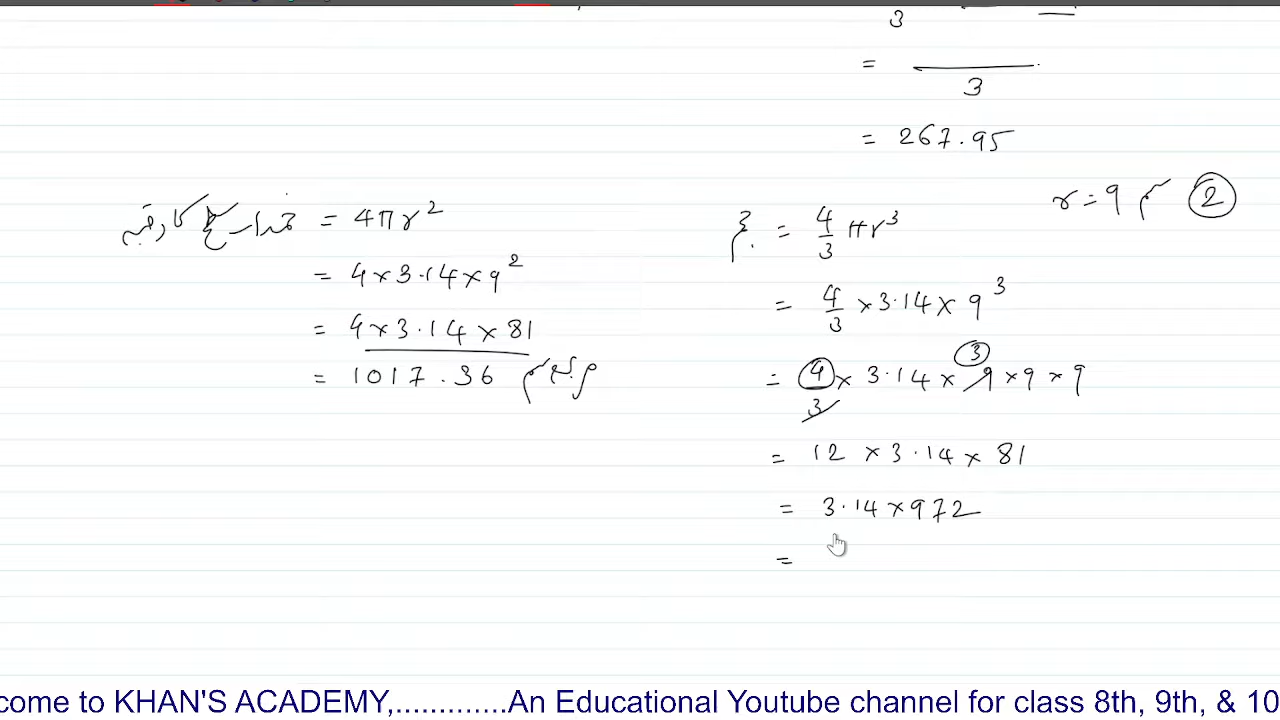 3
= ─── 3
= 267.95
r = 9 سم ②
حجم = 4/3 πr³
= 4/3 × 3.14 × 9³
= 4/3 × 3.14 × 9 × 9 × 9 ③
= 12 × 3.14 × 81
= 3.14 × 972
=
خمدار سطح کا رقبہ = 4πr²
= 4 × 3.14 × 9²
= 4 × 3.14 × 81
= 1017.36 مربع سم
come to KHAN'S ACADEMY,.............An Educational Youtube channel for class 8th, 9th, & 10